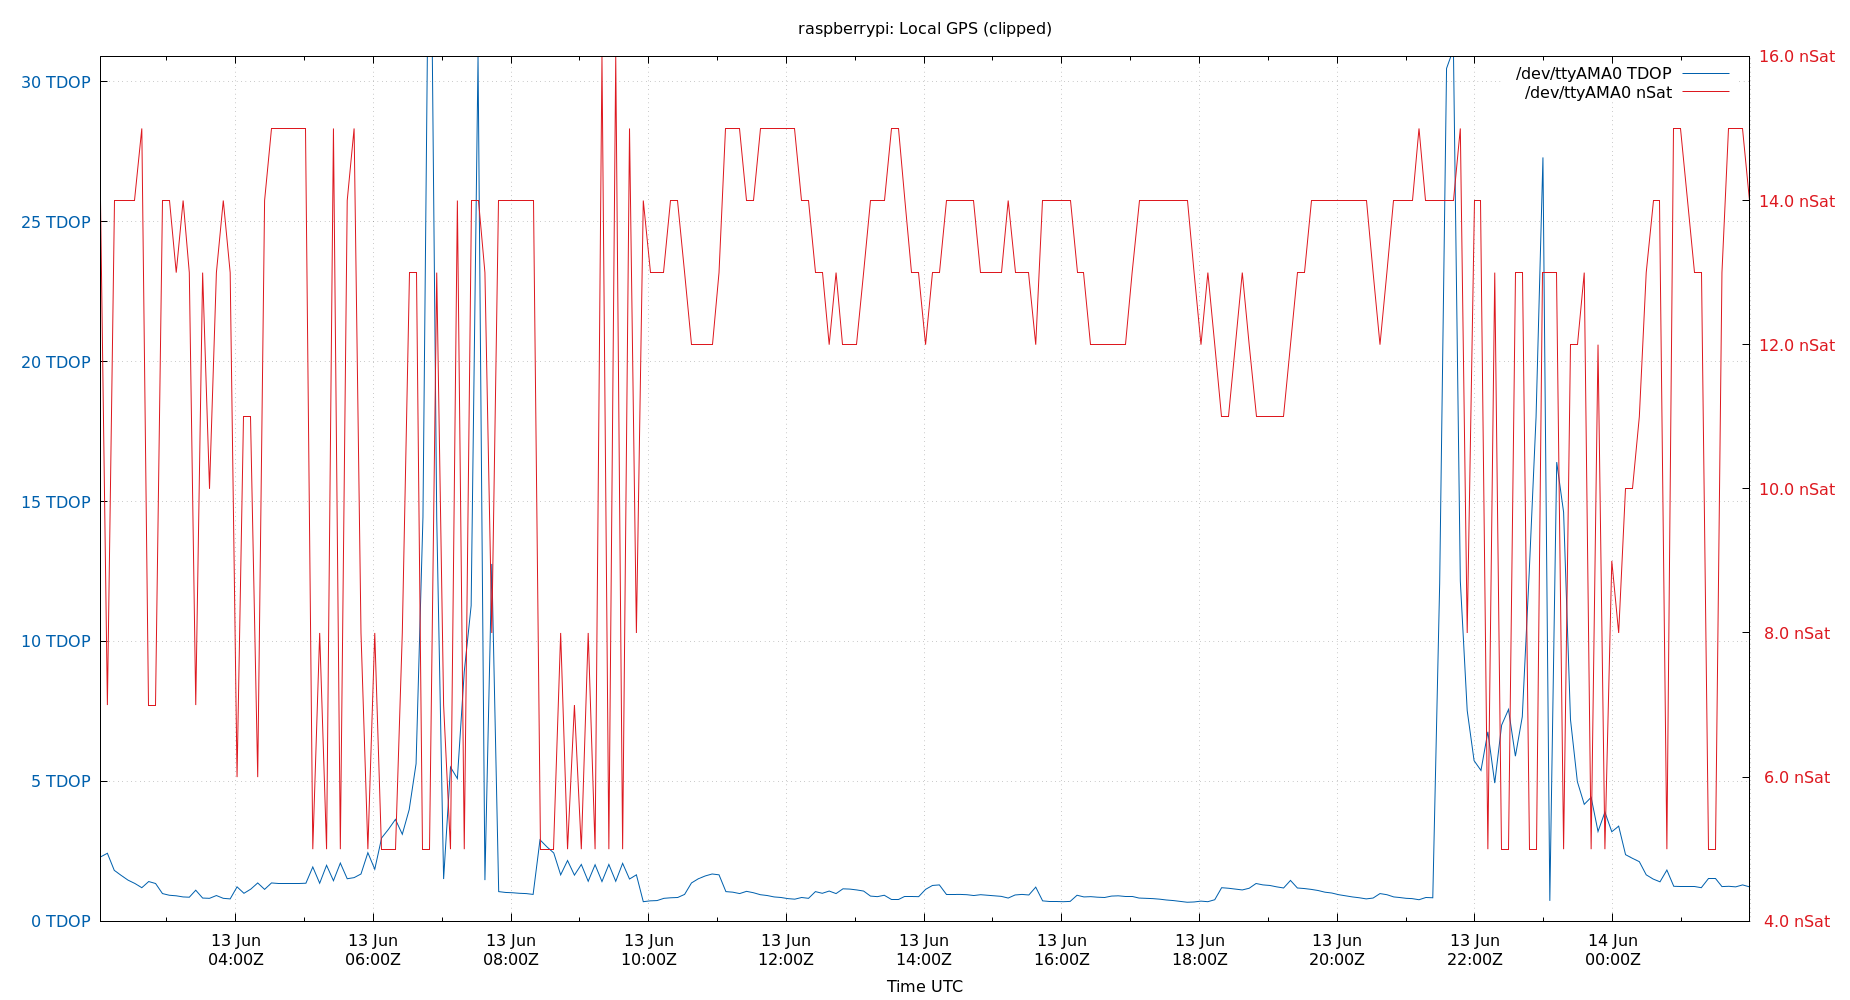 raspberrypi: Local GPS (clipped)
/dev/ttyAMA0 TDOP
/dev/ttyAMA0 nSat
30 TDOP
25 TDOP
20 TDOP
15 TDOP
10 TDOP
5 TDOP
0 TDOP
16.0 nSat
14.0 nSat
12.0 nSat
10.0 nSat
8.0 nSat
6.0 nSat
4.0 nSat
13 Jun
04:00Z
13 Jun
06:00Z
13 Jun
08:00Z
13 Jun
10:00Z
13 Jun
12:00Z
13 Jun
14:00Z
13 Jun
16:00Z
13 Jun
18:00Z
13 Jun
20:00Z
13 Jun
22:00Z
14 Jun
00:00Z
Time UTC